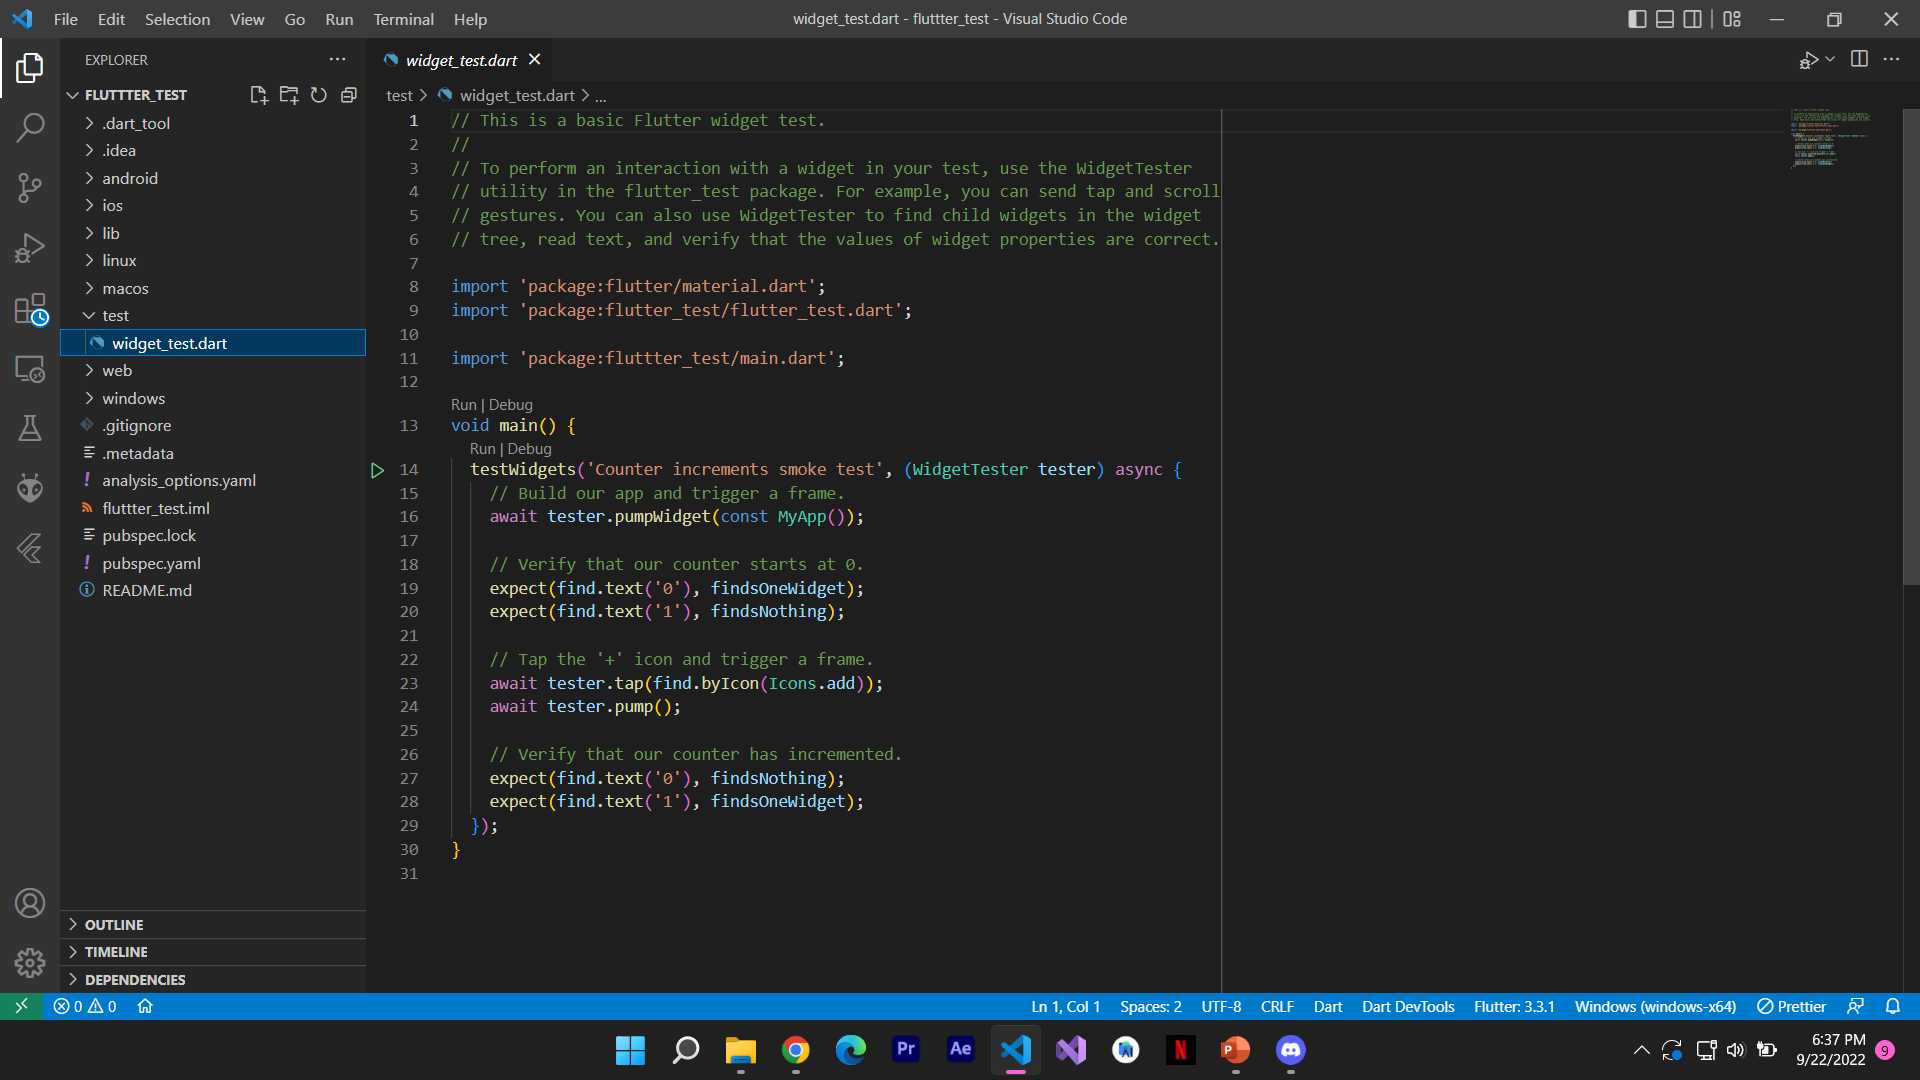 File Edit Selection View Go Run Terminal Help
widget_test.dart - fluttter_test - Visual Studio Code
EXPLORER
FLUTTTER_TEST
.dart_tool
.idea
android
ios
lib
linux
macos
test
widget_test.dart
web
windows
.gitignore
.metadata
! analysis_options.yaml
fluttter_test.iml
pubspec.lock
! pubspec.yaml
README.md
OUTLINE
TIMELINE
DEPENDENCIES
widget_test.dart
test > widget_test.dart > ...
1 // This is a basic Flutter widget test.
2 //
3 // To perform an interaction with a widget in your test, use the WidgetTester
4 // utility in the flutter_test package. For example, you can send tap and scroll
5 // gestures. You can also use WidgetTester to find child widgets in the widget
6 // tree, read text, and verify that the values of widget properties are correct.
7
8 import 'package:flutter/material.dart';
9 import 'package:flutter_test/flutter_test.dart';
10
11 import 'package:fluttter_test/main.dart';
12
Run | Debug
13 void main() {
Run | Debug
14 testWidgets('Counter increments smoke test', (WidgetTester tester) async {
15 // Build our app and trigger a frame.
16 await tester.pumpWidget(const MyApp());
17
18 // Verify that our counter starts at 0.
19 expect(find.text('0'), findsOneWidget);
20 expect(find.text('1'), findsNothing);
21
22 // Tap the '+' icon and trigger a frame.
23 await tester.tap(find.byIcon(Icons.add));
24 await tester.pump();
25
26 // Verify that our counter has incremented.
27 expect(find.text('0'), findsNothing);
28 expect(find.text('1'), findsOneWidget);
29 });
30 }
31
0 0
Ln 1, Col 1 Spaces: 2 UTF-8 CRLF Dart Dart DevTools Flutter: 3.3.1 Windows (windows-x64) Prettier
Pr
Ae
N
P
6:37 PM
9/22/2022
9